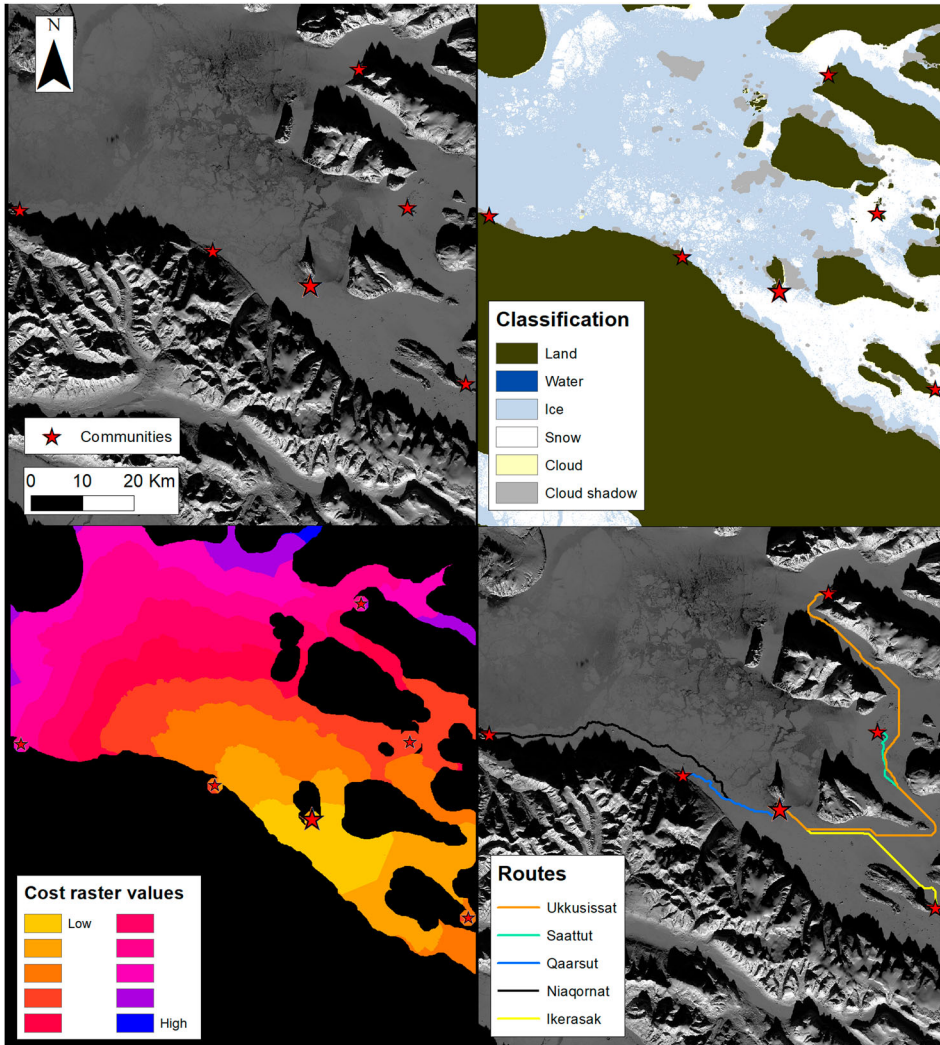 N
Communities
0 10 20 Km
Classification
Land
Water
Ice
Snow
Cloud
Cloud shadow
Cost raster values
Low
High
Routes
Ukkusissat
Saattut
Qaarsut
Niaqornat
Ikerasak